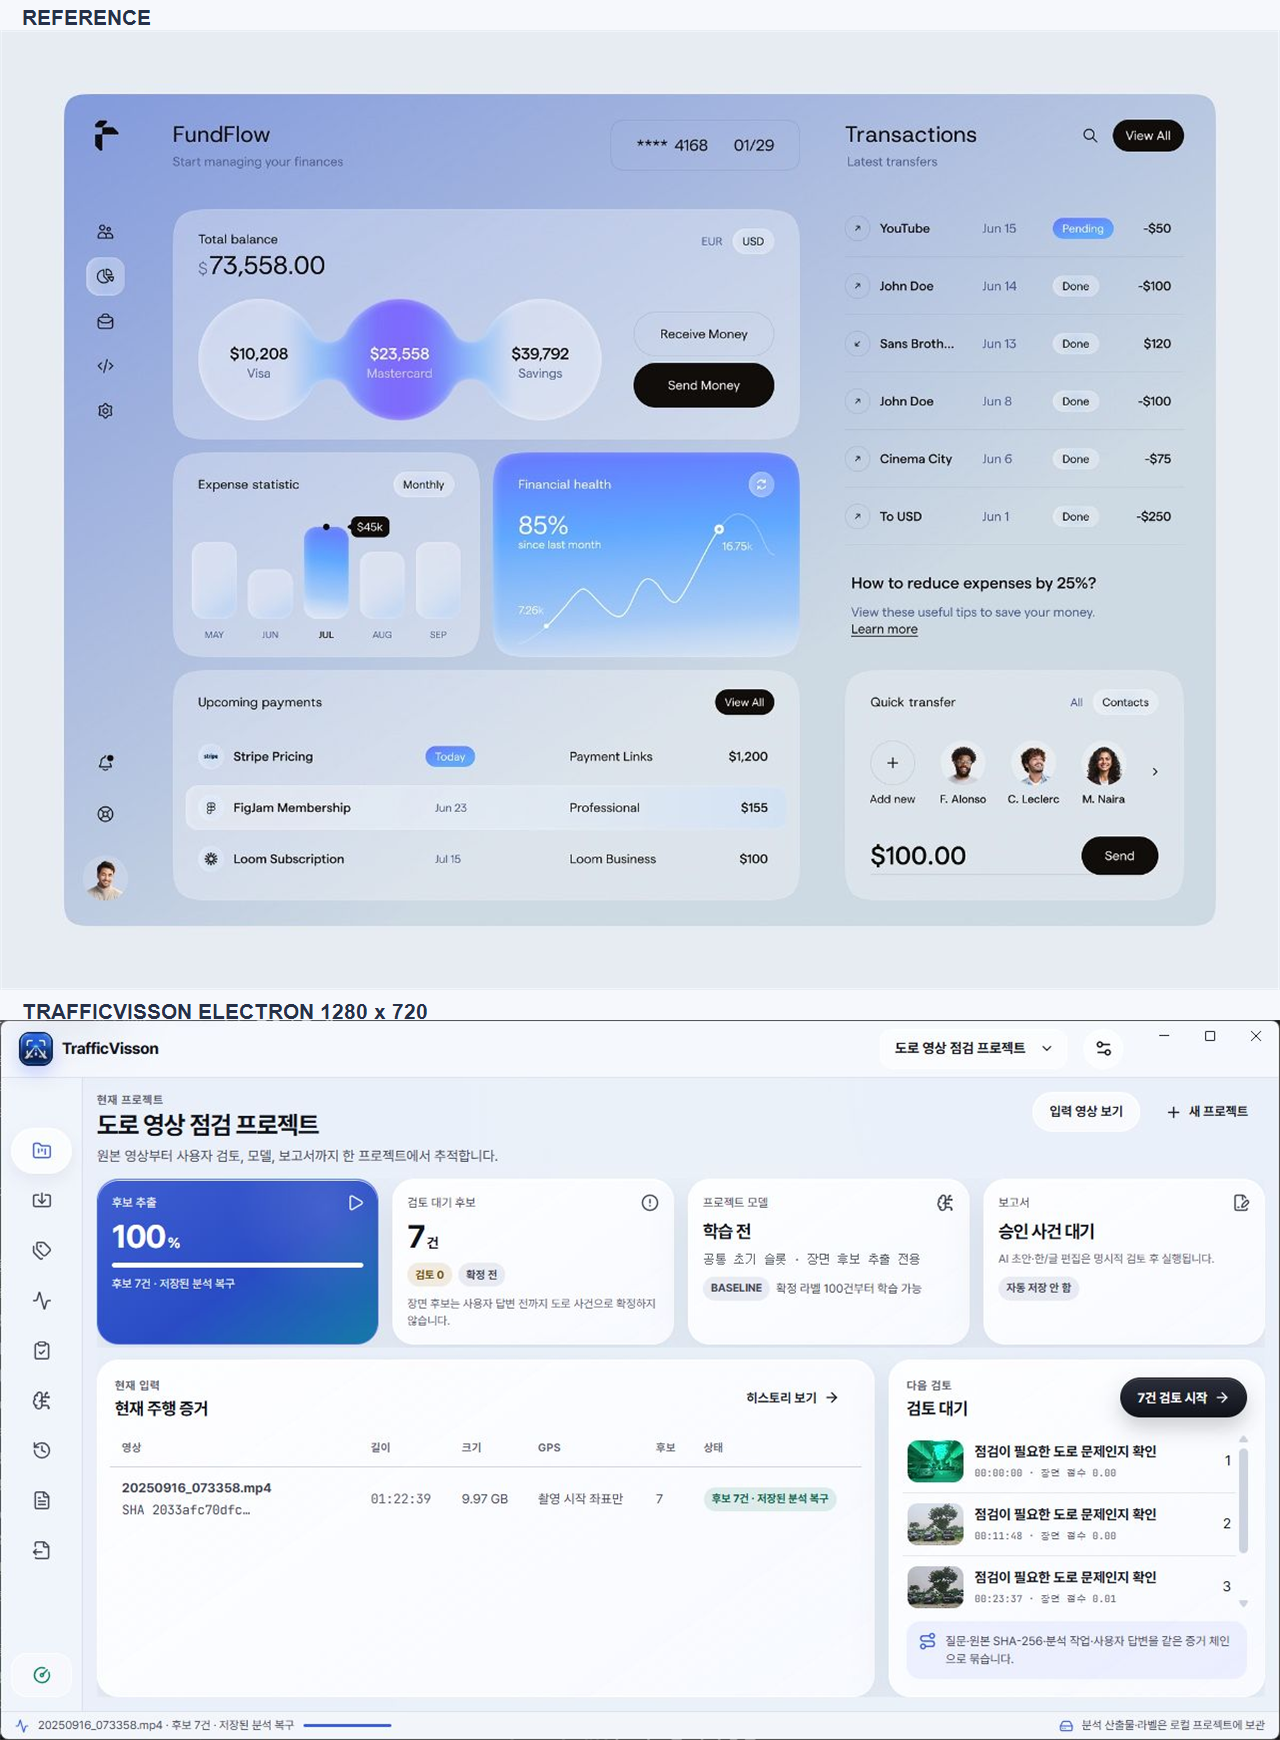 REFERENCE
FundFlow
Start managing your finances
**** 4168 01/29
Transactions
Latest transfers
View All
Total balance
$73,558.00
EUR USD
$10,208
Visa
$23,558
Mastercard
$39,792
Savings
Receive Money
Send Money
YouTube Jun 15 Pending -$50
John Doe Jun 14 Done -$100
Sans Broth... Jun 13 Done $120
John Doe Jun 8 Done -$100
Cinema City Jun 6 Done -$75
To USD Jun 1 Done -$250
Expense statistic
Monthly
$45k
MAY JUN JUL AUG SEP
Financial health
85%
since last month
16.75k
7.26k
How to reduce expenses by 25%?
View these useful tips to save your money.
Learn more
Upcoming payments
View All
stripe Stripe Pricing Today Payment Links $1,200
FigJam Membership Jun 23 Professional $155
Loom Subscription Jul 15 Loom Business $100
Quick transfer
All Contacts
Add new F. Alonso C. Leclerc M. Naira
$100.00
Send
TRAFFICVISSON ELECTRON 1280 x 720
TrafficVisson
도로 영상 점검 프로젝트
현재 프로젝트
도로 영상 점검 프로젝트
원본 영상부터 사용자 검토, 모델, 보고서까지 한 프로젝트에서 추적합니다.
입력 영상 보기
새 프로젝트
후보 추출
100%
후보 7건 · 저장된 분석 복구
검토 대기 후보
7건
검토 0 확정 전
장면 후보는 사용자 답변 전까지 도로 사건으로 확정하지
않습니다.
프로젝트 모델
학습 전
공통 초기 슬롯 · 장면 후보 추출 전용
BASELINE 확정 라벨 100건부터 학습 가능
보고서
승인 사건 대기
AI 초안·한/글 편집은 명시적 검토 후 실행됩니다.
자동 저장 안 함
현재 입력
현재 주행 증거
히스토리 보기
영상 길이 크기 GPS 후보 상태
20250916_073358.mp4
SHA 2033afc70dfc…
01:22:39 9.97 GB 촬영 시작 좌표만 7 후보 7건 · 저장된 분석 복구
다음 검토
검토 대기
7건 검토 시작
점검이 필요한 도로 문제인지 확인 1
00:00:00 · 장면 점수 0.00
점검이 필요한 도로 문제인지 확인 2
00:11:48 · 장면 점수 0.00
점검이 필요한 도로 문제인지 확인 3
00:23:37 · 장면 점수 0.01
질문·원본 SHA-256·분석 작업·사용자 답변을 같은 증거 체인
으로 묶습니다.
20250916_073358.mp4 · 후보 7건 · 저장된 분석 복구
분석 산출물·라벨은 로컬 프로젝트에 보관